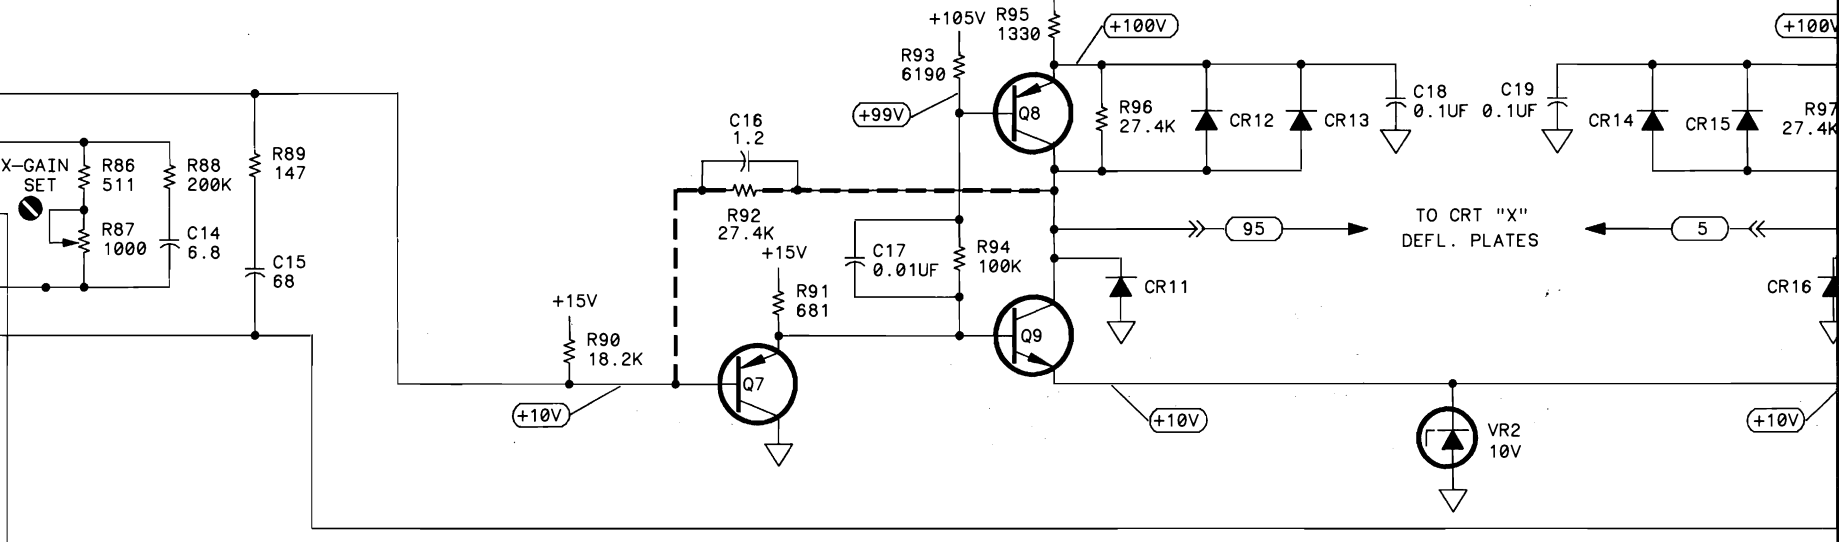 +105V
R95
1330
+100V
+100V
R93
6190
+99V
Q8
R96
27.4K
CR12
CR13
C18
0.1UF
C19
0.1UF
CR14
CR15
R97
27.4K
C16
1.2
X-GAIN
SET
R86
511
R88
200K
R89
147
R87
1000
C14
6.8
C15
68
R92
27.4K
+15V
R91
681
C17
0.01UF
R94
100K
95
TO CRT "X"
DEFL. PLATES
5
CR11
CR16
+15V
R90
18.2K
Q7
Q9
+10V
+10V
+10V
VR2
10V